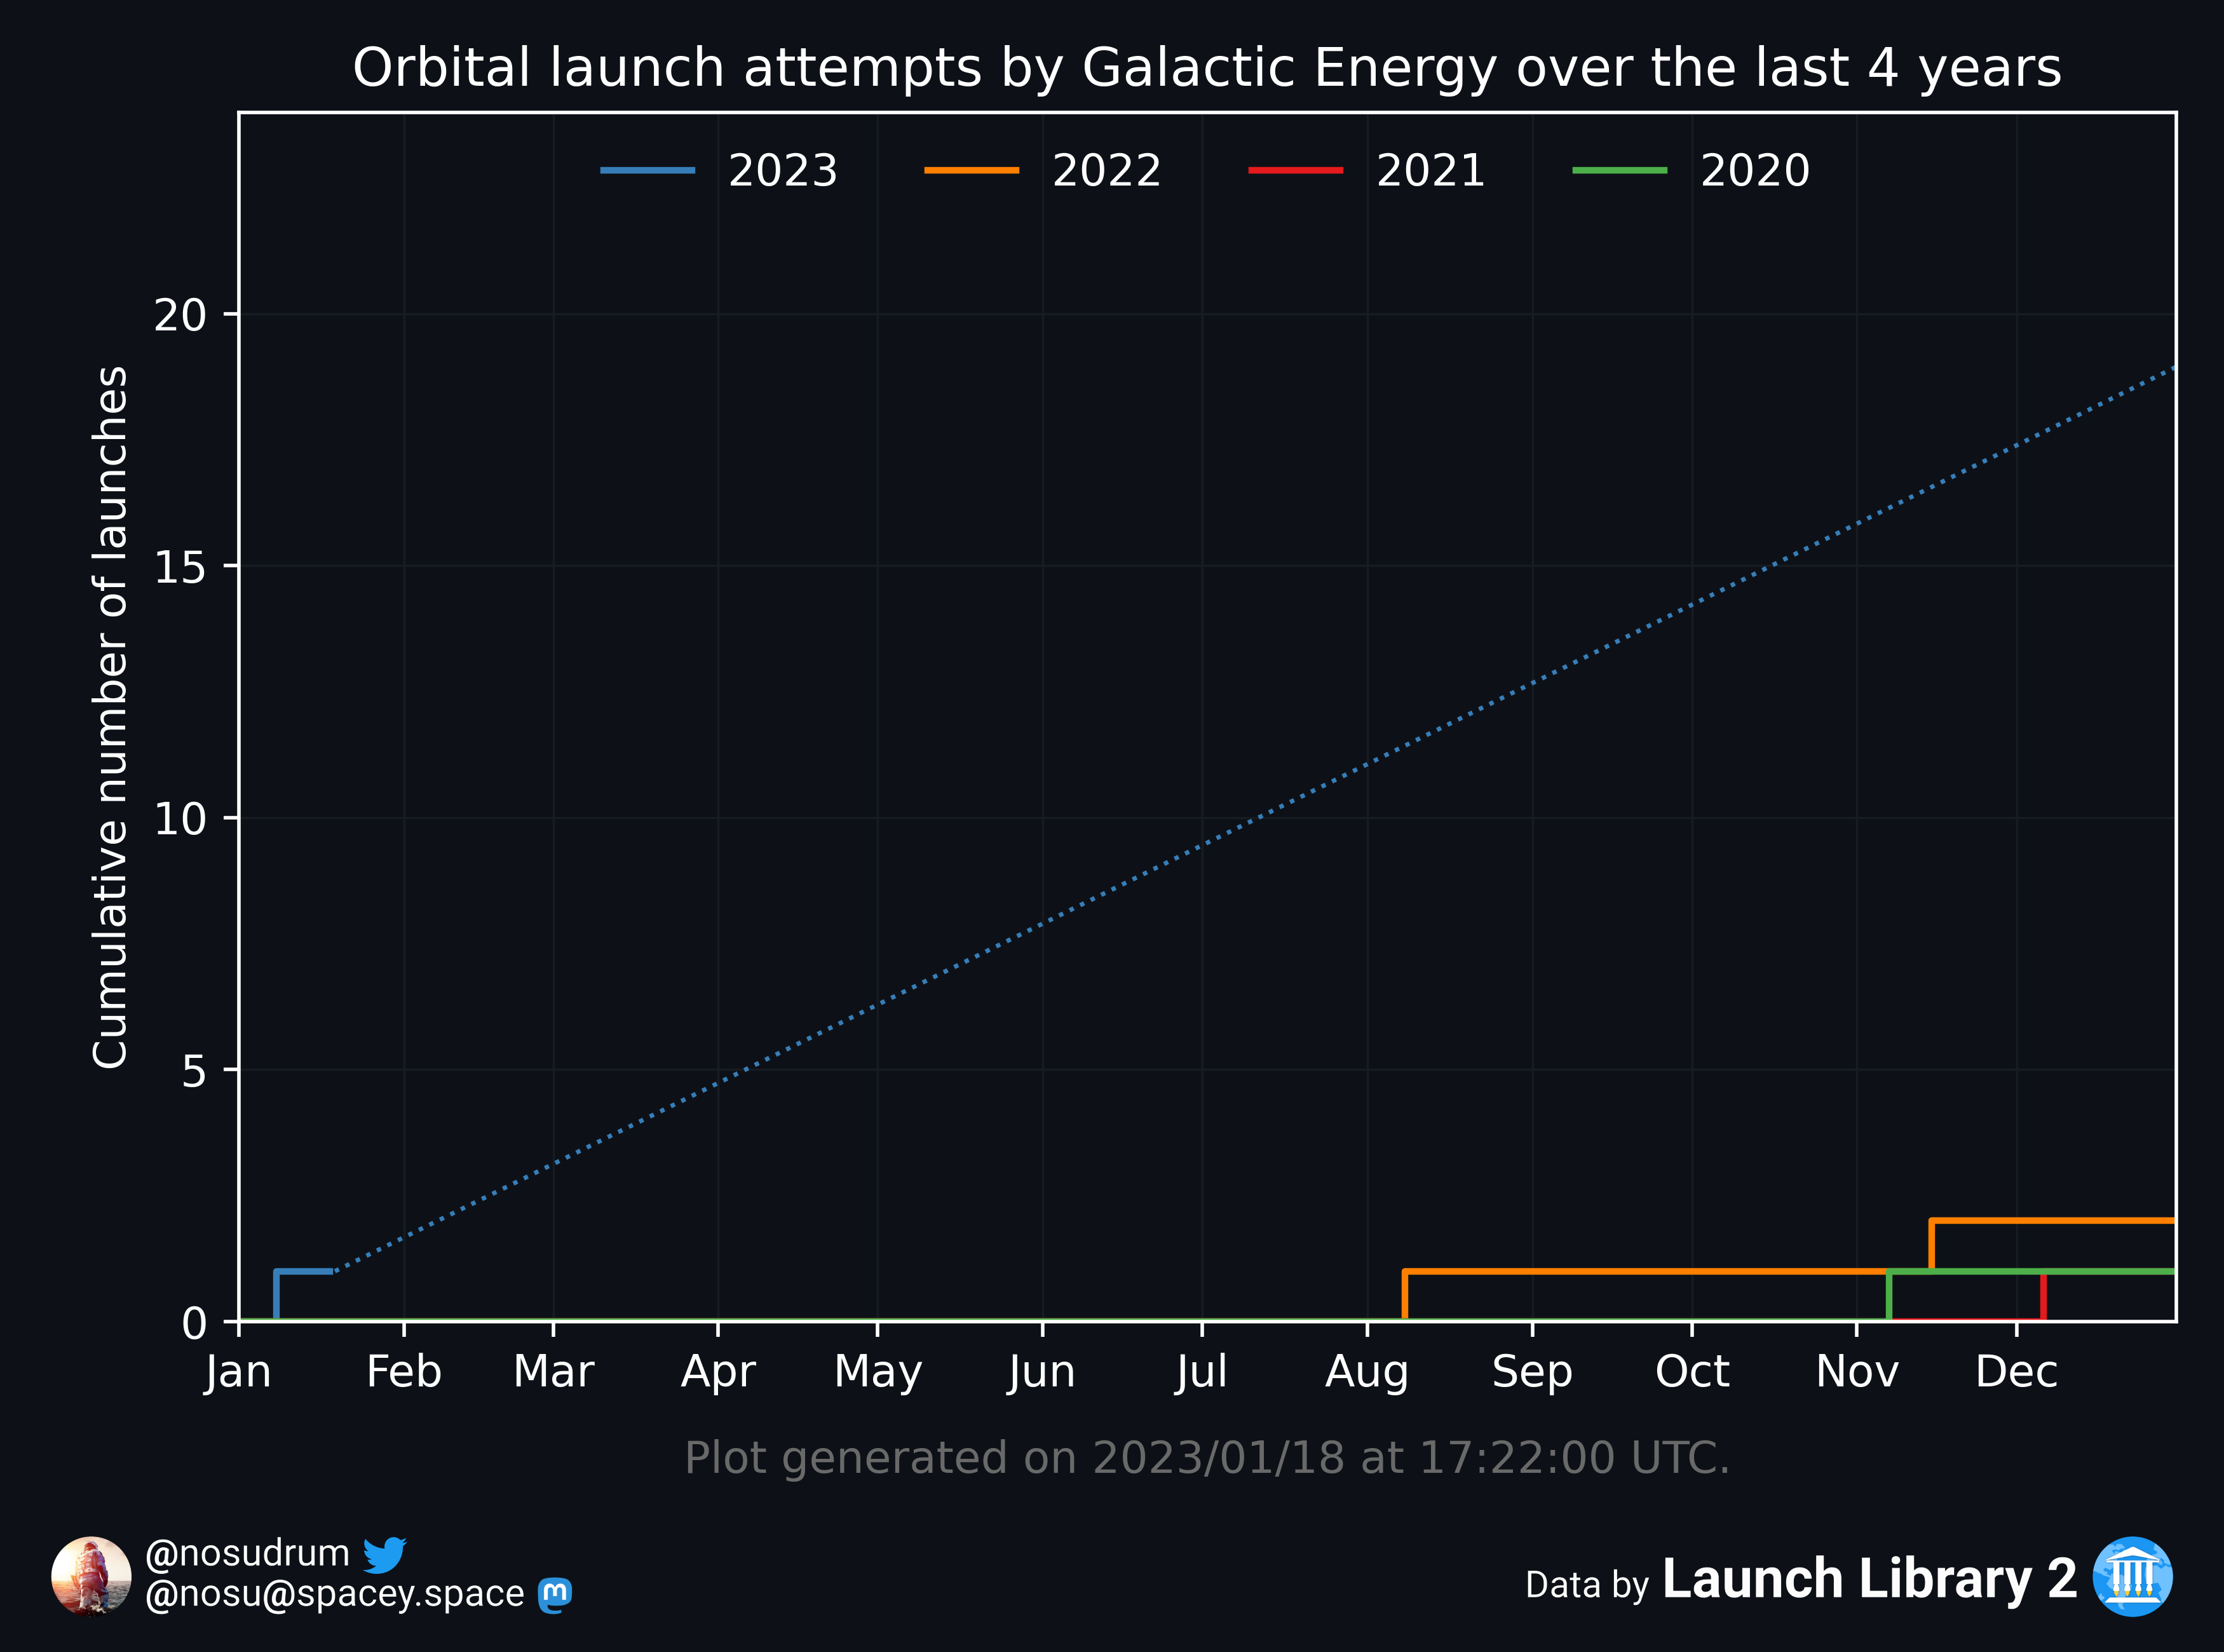 Orbital launch attempts by Galactic Energy over the last 4 years
2023 2022 2021 2020
Cumulative number of launches
20
15
10
5
0
Jan Feb Mar Apr May Jun Jul Aug Sep Oct Nov Dec
Plot generated on 2023/01/18 at 17:22:00 UTC.
@nosudrum
@nosu@spacey.space
Data by Launch Library 2